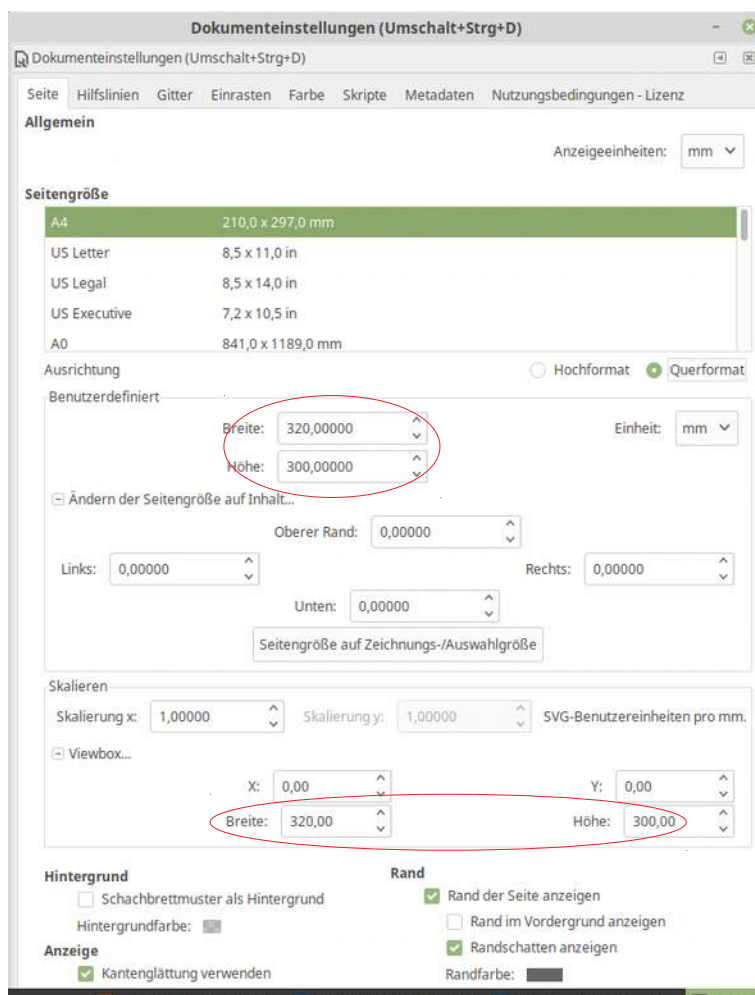 Dokumenteinstellungen (Umschalt+Strg+D)
Dokumenteinstellungen (Umschalt+Strg+D)
Seite Hilfslinien Gitter Einrasten Farbe Skripte Metadaten Nutzungsbedingungen - Lizenz
Allgemein
Anzeigeeinheiten: mm
Seitengröße
A4 210,0 x 297,0 mm
US Letter 8,5 x 11,0 in
US Legal 8,5 x 14,0 in
US Executive 7,2 x 10,5 in
A0 841,0 x 1189,0 mm
Ausrichtung Hochformat Querformat
Benutzerdefiniert
Breite: 320,00000 Einheit: mm
Höhe: 300,00000
Ändern der Seitengröße auf Inhalt...
Oberer Rand: 0,00000
Links: 0,00000 Rechts: 0,00000
Unten: 0,00000
Seitengröße auf Zeichnungs-/Auswahlgröße
Skalieren
Skalierung x: 1,00000 Skalierung y: 1,00000 SVG-Benutzereinheiten pro mm.
Viewbox...
X: 0,00 Y: 0,00
Breite: 320,00 Höhe: 300,00
Hintergrund Rand
Schachbrettmuster als Hintergrund Rand der Seite anzeigen
Hintergrundfarbe: Rand im Vordergrund anzeigen
Anzeige Randschatten anzeigen
Kantenglättung verwenden Randfarbe: